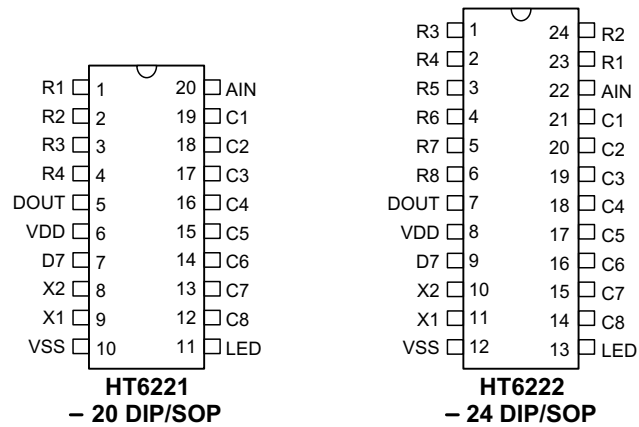 R1 1 20 AIN
R2 2 19 C1
R3 3 18 C2
R4 4 17 C3
DOUT 5 16 C4
VDD 6 15 C5
D7 7 14 C6
X2 8 13 C7
X1 9 12 C8
VSS 10 11 LED
HT6221
– 20 DIP/SOP
R3 1 24 R2
R4 2 23 R1
R5 3 22 AIN
R6 4 21 C1
R7 5 20 C2
R8 6 19 C3
DOUT 7 18 C4
VDD 8 17 C5
D7 9 16 C6
X2 10 15 C7
X1 11 14 C8
VSS 12 13 LED
HT6222
– 24 DIP/SOP